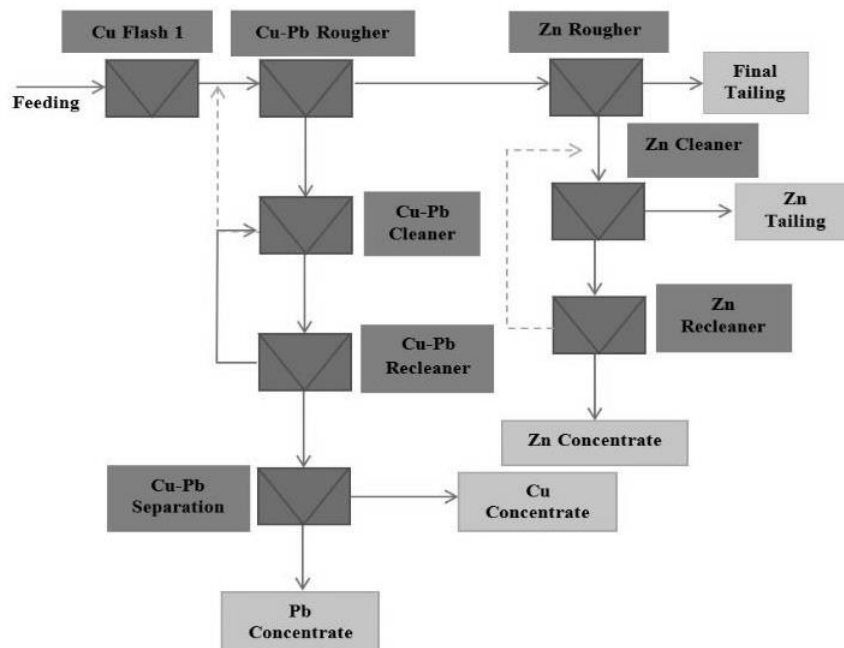 Cu Flash 1
Cu-Pb Rougher
Zn Rougher
Feeding
Final
Tailing
Zn Cleaner
Cu-Pb
Cleaner
Zn
Tailing
Cu-Pb
Recleaner
Zn
Recleaner
Zn Concentrate
Cu-Pb
Separation
Cu
Concentrate
Pb
Concentrate